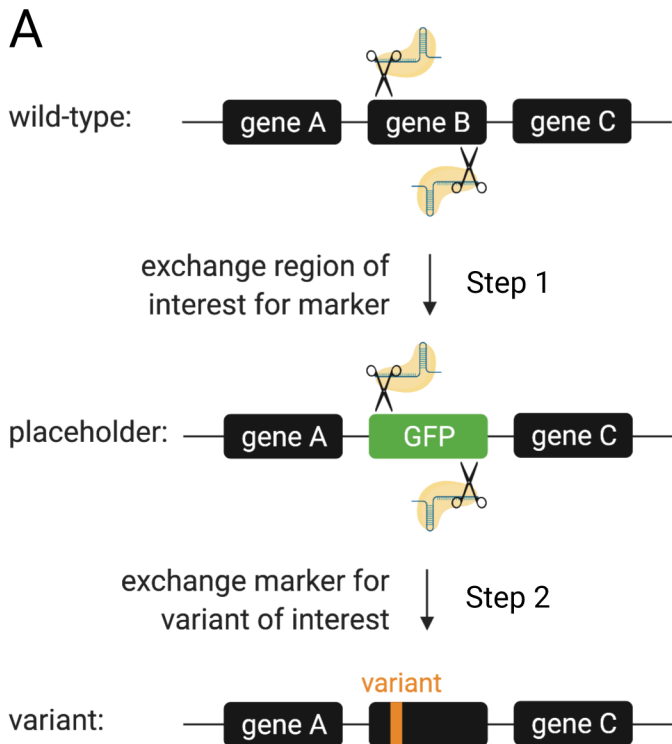 A
wild-type:
gene A
gene B
gene C
exchange region of
interest for marker
Step 1
placeholder:
gene A
GFP
gene C
exchange marker for
variant of interest
Step 2
variant
variant:
gene A
gene C